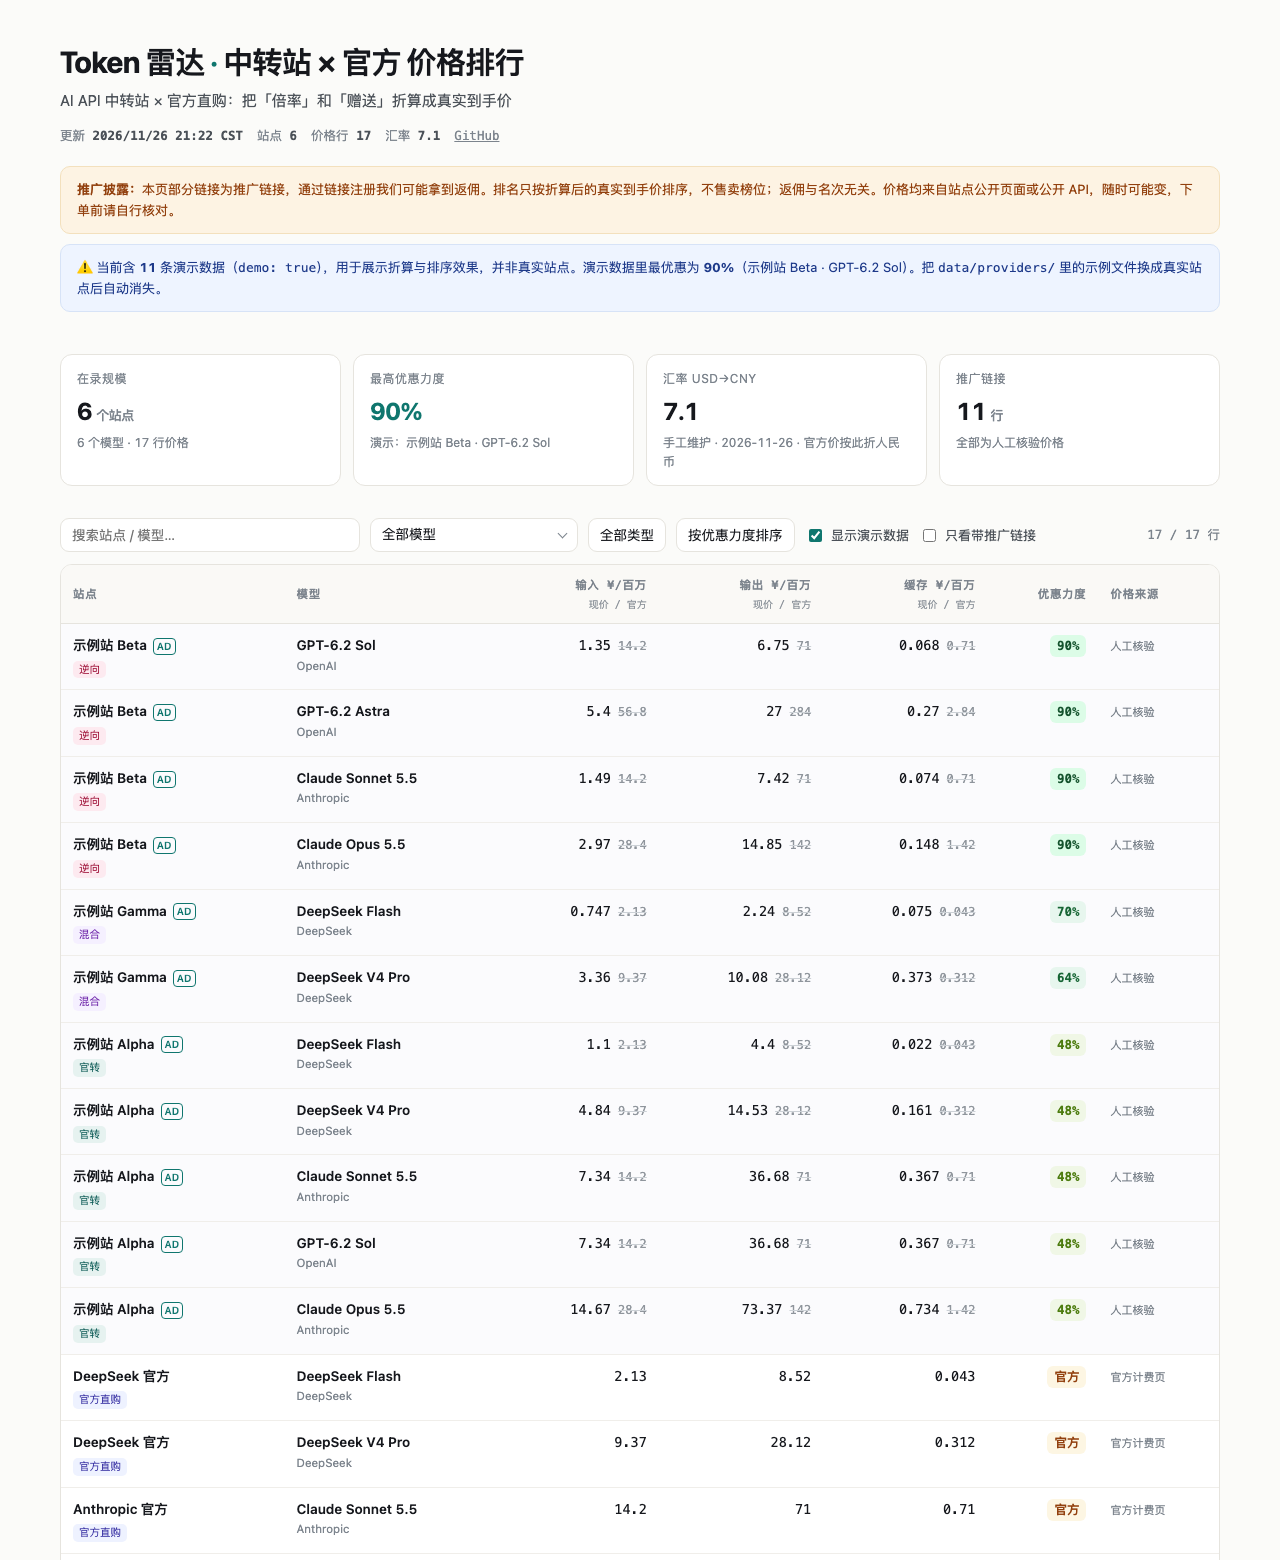 Token 雷达 · 中转站 × 官方 价格排行
AI API 中转站 × 官方直购：把「倍率」和「赠送」折算成真实到手价
更新 2026/11/26 21:22 CST 站点 6 价格行 17 汇率 7.1 GitHub
推广披露：本页部分链接为推广链接，通过链接注册我们可能拿到返佣。排名只按折算后的真实到手价排序，不售卖榜位；返佣与名次无关。价格均来自站点公开页面或公开 API，随时可能变，下
单前请自行核对。
⚠️ 当前含 11 条演示数据（demo: true），用于展示折算与排序效果，并非真实站点。演示数据里最优惠为 90%（示例站 Beta · GPT-6.2 Sol）。把 data/providers/ 里的示例文件换成真实站
点后自动消失。
在录规模
6 个站点
6 个模型 · 17 行价格
最高优惠力度
90%
演示：示例站 Beta · GPT-6.2 Sol
汇率 USD→CNY
7.1
手工维护 · 2026-11-26 · 官方价按此折人民
币
推广链接
11 行
全部为人工核验价格
搜索站点 / 模型... 全部模型 全部类型 按优惠力度排序 显示演示数据 只看带推广链接 17 / 17 行
站点 模型 输入 ¥/百万 输出 ¥/百万 缓存 ¥/百万 优惠力度 价格来源
现价 / 官方 现价 / 官方 现价 / 官方
示例站 Beta AD GPT-6.2 Sol 1.35 14.2 6.75 71 0.068 0.71 90% 人工核验
逆向 OpenAI
示例站 Beta AD GPT-6.2 Astra 5.4 56.8 27 284 0.27 2.84 90% 人工核验
逆向 OpenAI
示例站 Beta AD Claude Sonnet 5.5 1.49 14.2 7.42 71 0.074 0.71 90% 人工核验
逆向 Anthropic
示例站 Beta AD Claude Opus 5.5 2.97 28.4 14.85 142 0.148 1.42 90% 人工核验
逆向 Anthropic
示例站 Gamma AD DeepSeek Flash 0.747 2.13 2.24 8.52 0.075 0.043 70% 人工核验
混合 DeepSeek
示例站 Gamma AD DeepSeek V4 Pro 3.36 9.37 10.08 28.12 0.373 0.312 64% 人工核验
混合 DeepSeek
示例站 Alpha AD DeepSeek Flash 1.1 2.13 4.4 8.52 0.022 0.043 48% 人工核验
官转 DeepSeek
示例站 Alpha AD DeepSeek V4 Pro 4.84 9.37 14.53 28.12 0.161 0.312 48% 人工核验
官转 DeepSeek
示例站 Alpha AD Claude Sonnet 5.5 7.34 14.2 36.68 71 0.367 0.71 48% 人工核验
官转 Anthropic
示例站 Alpha AD GPT-6.2 Sol 7.34 14.2 36.68 71 0.367 0.71 48% 人工核验
官转 OpenAI
示例站 Alpha AD Claude Opus 5.5 14.67 28.4 73.37 142 0.734 1.42 48% 人工核验
官转 Anthropic
DeepSeek 官方 DeepSeek Flash 2.13 8.52 0.043 官方 官方计费页
官方直购 DeepSeek
DeepSeek 官方 DeepSeek V4 Pro 9.37 28.12 0.312 官方 官方计费页
官方直购 DeepSeek
Anthropic 官方 Claude Sonnet 5.5 14.2 71 0.71 官方 官方计费页
官方直购 Anthropic